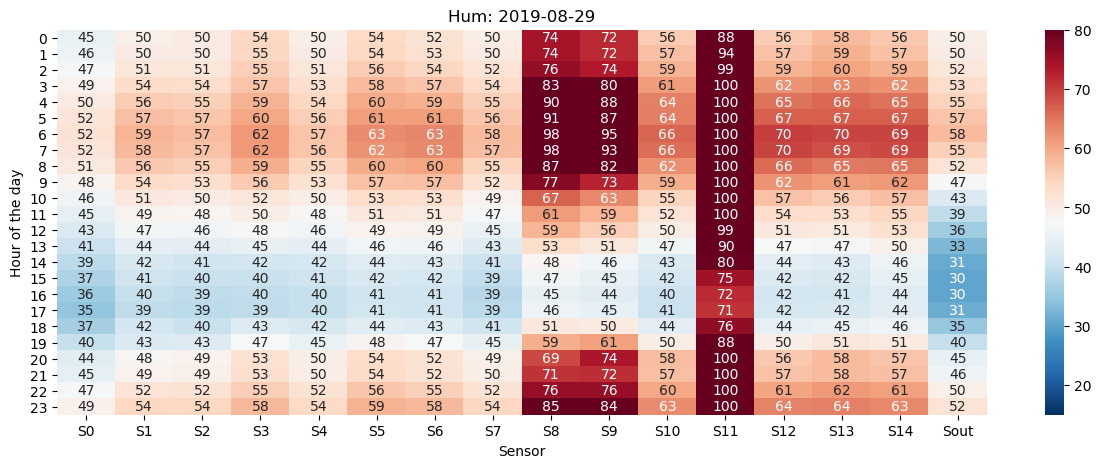 Hum: 2019-08-29
0 45 50 50 54 50 54 52 50 74 72 56 88 56 58 56 50
1 46 50 50 55 50 54 53 50 74 72 57 94 57 59 57 50
2 47 51 51 55 51 56 54 52 76 74 59 99 59 60 59 52
3 49 54 54 57 53 58 57 54 83 80 61 100 62 63 62 53
4 50 56 55 59 54 60 59 55 90 88 64 100 65 66 65 55
5 52 57 57 60 56 61 61 56 91 87 64 100 67 67 67 57
6 52 59 57 62 57 63 63 58 98 95 66 100 70 70 69 58
7 52 58 57 62 56 62 63 57 98 93 66 100 70 69 69 55
8 51 56 55 59 55 60 60 55 87 82 62 100 66 65 65 52
9 48 54 53 56 53 57 57 52 77 73 59 100 62 61 62 47
10 46 51 50 52 50 53 53 49 67 63 55 100 57 56 57 43
11 45 49 48 50 48 51 51 47 61 59 52 100 54 53 55 39
12 43 47 46 48 46 49 49 45 59 56 50 99 51 51 53 36
13 41 44 44 45 44 46 46 43 53 51 47 90 47 47 50 33
14 39 42 41 42 42 44 43 41 48 46 43 80 44 43 46 31
15 37 41 40 40 41 42 42 39 47 45 42 75 42 42 45 30
16 36 40 39 40 40 41 41 39 45 44 40 72 42 41 44 30
17 35 39 39 39 40 41 41 39 46 45 41 71 42 42 44 31
18 37 42 40 43 42 44 43 41 51 50 44 76 44 45 46 35
19 40 43 43 47 45 48 47 45 59 61 50 88 50 51 51 40
20 44 48 49 53 50 54 52 49 69 74 58 100 56 58 57 45
21 45 49 49 53 50 54 52 50 71 72 57 100 57 58 57 46
22 47 52 52 55 52 56 55 52 76 76 60 100 61 62 61 50
23 49 54 54 58 54 59 58 54 85 84 63 100 64 64 63 52
S0 S1 S2 S3 S4 S5 S6 S7 S8 S9 S10 S11 S12 S13 S14 Sout
Sensor
Hour of the day
80
70
60
50
40
30
20